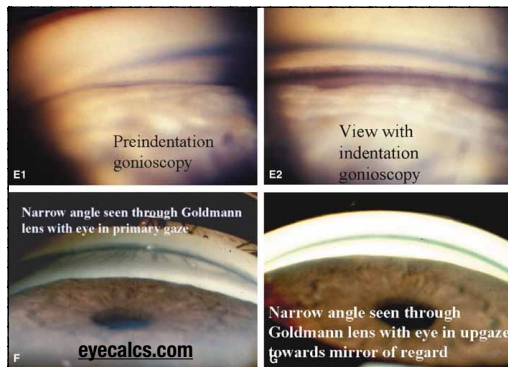 Preindentation
gonioscopy
E1
View with
indentation
gonioscopy
E2
Narrow angle seen through Goldmann
lens with eye in primary gaze
F
eyecalcs.com
Narrow angle seen through
Goldmann lens with eye in upgaze
towards mirror of regard
G